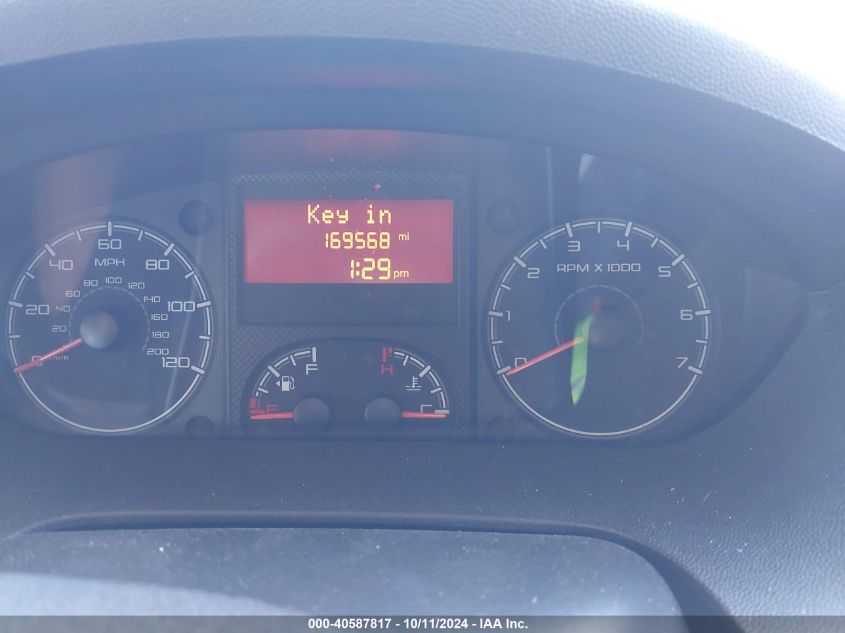 Key in
169568 mi
1:29 pm
0 20 40 60 80 100 120
MPH
20 40 60 80 100 120 140 160 180 200
km/h
F
E
H
C
0 1 2 3 4 5 6 7
RPM X 1000
000-40587817 - 10/11/2024 - IAA Inc.